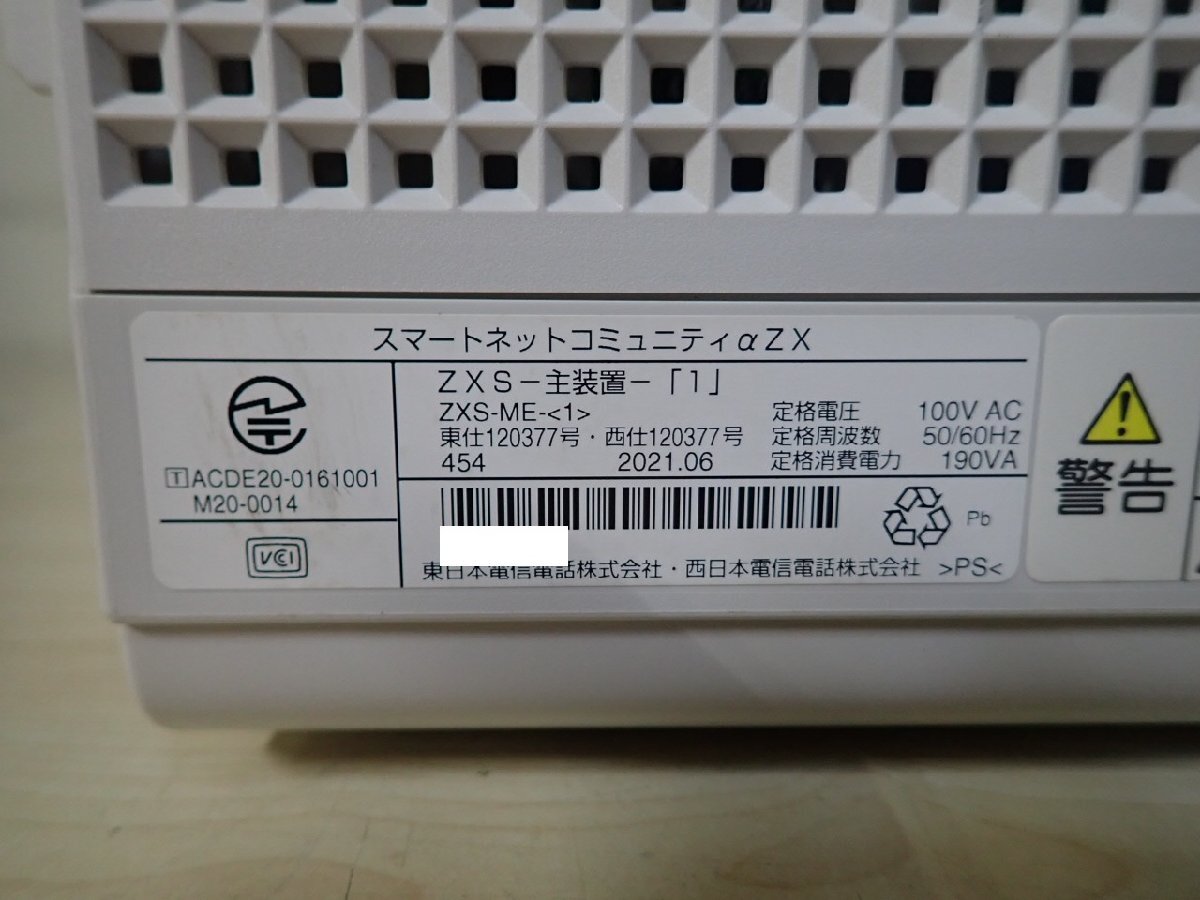 スマートネットコミュニティαZX
ZXS－主装置－「1」
ZXS-ME-<1>
東仕120377号・西仕120377号
454 2021.06
定格電圧 100V AC
定格周波数 50/60Hz
定格消費電力 190VA
T ACDE20-0161001
M20-0014
VCCI
Pb
東日本電信電話株式会社・西日本電信電話株式会社 >PS<
警告